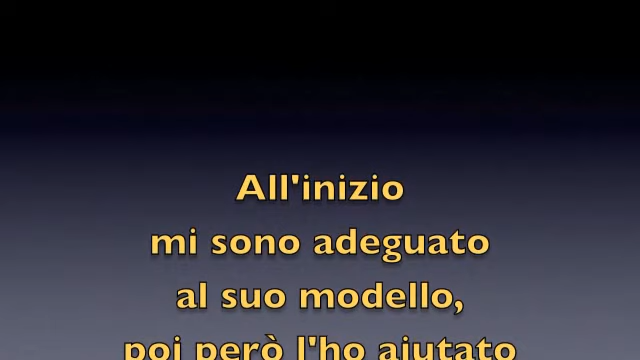 All'inizio
mi sono adeguato
al suo modello,
poi però l'ho aiutato